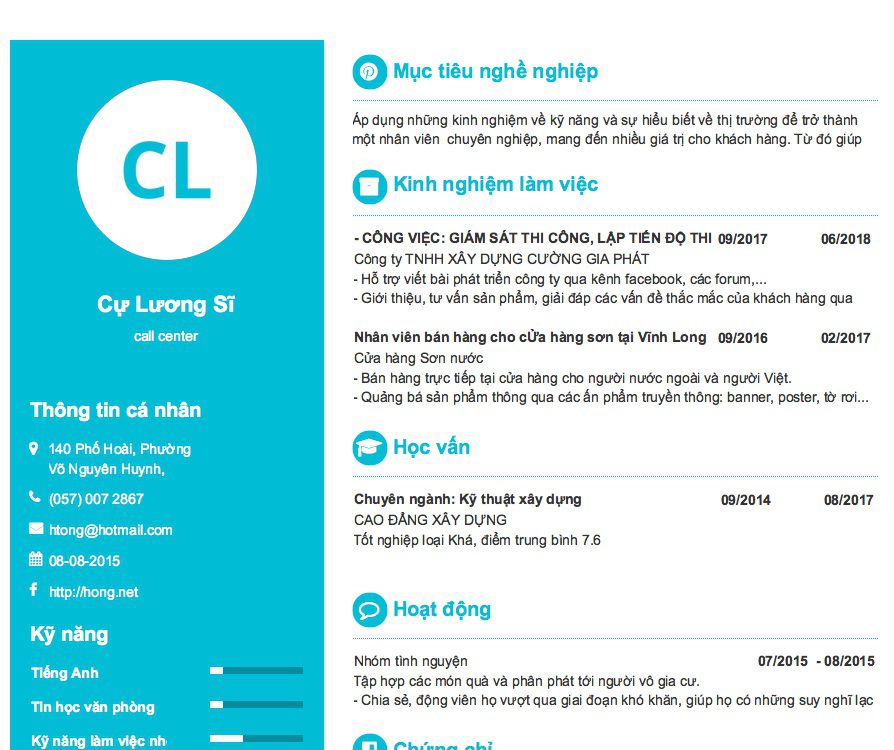 CL
Cự Lương Sĩ
call center
Thông tin cá nhân
140 Phố Hoài, Phường
Võ Nguyên Huynh,
(057) 007 2867
htong@hotmail.com
08-08-2015
http://hong.net
Kỹ năng
Tiếng Anh
Tin học văn phòng
Kỹ năng làm việc nh
Mục tiêu nghề nghiệp
Áp dụng những kinh nghiệm về kỹ năng và sự hiểu biết về thị trường để trở thành
một nhân viên chuyên nghiệp, mang đến nhiều giá trị cho khách hàng. Từ đó giúp
Kinh nghiệm làm việc
- CÔNG VIỆC: GIÁM SÁT THI CÔNG, LẬP TIẾN ĐỘ THI 09/2017 06/2018
Công ty TNHH XÂY DỰNG CƯỜNG GIA PHÁT
- Hỗ trợ viết bài phát triển công ty qua kênh facebook, các forum,...
- Giới thiệu, tư vấn sản phẩm, giải đáp các vấn đề thắc mắc của khách hàng qua
Nhân viên bán hàng cho cỬa hàng sơn tại Vĩnh Long 09/2016 02/2017
Cửa hàng Sơn nước
- Bán hàng trực tiếp tại cửa hàng cho người nước ngoài và người Việt.
- Quảng bá sản phẩm thông qua các ấn phẩm truyền thông: banner, poster, tờ rơi...
Học vấn
Chuyên ngành: Kỹ thuật xây dựng 09/2014 08/2017
CAO ĐẲNG XÂY DỰNG
Tốt nghiệp loại Khá, điểm trung bình 7.6
Hoạt động
Nhóm tình nguyện 07/2015 - 08/2015
Tập hợp các món quà và phân phát tới người vô gia cư.
- Chia sẻ, động viên họ vượt qua giai đoạn khó khăn, giúp họ có những suy nghĩ lạc
Chứng chỉ